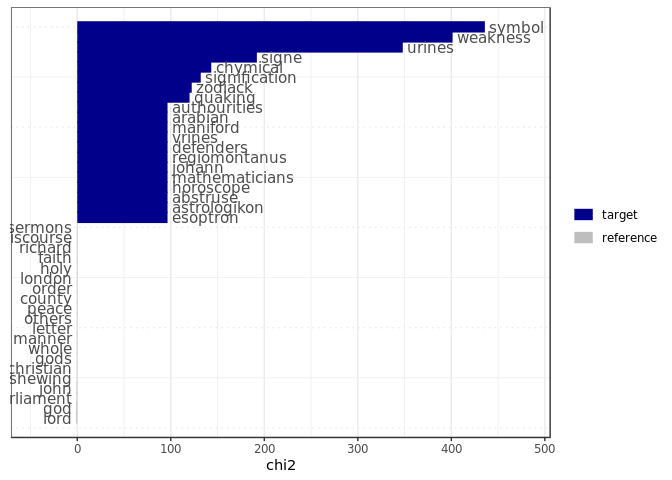 symbol
weakness
urines
signe
chymical
signification
zodiack
quaking
authourities
arabian
maniford
vrines
defenders
regiomontanus
johann
mathematicians
horoscope
abstruse
astrologikon
esoptron
sermons
iscourse
richard
faith
holy
london
order
county
peace
others
letter
manner
whole
gods
christian
shewing
john
rliament
god
lord
target
reference
0 100 200 300 400 500
chi2